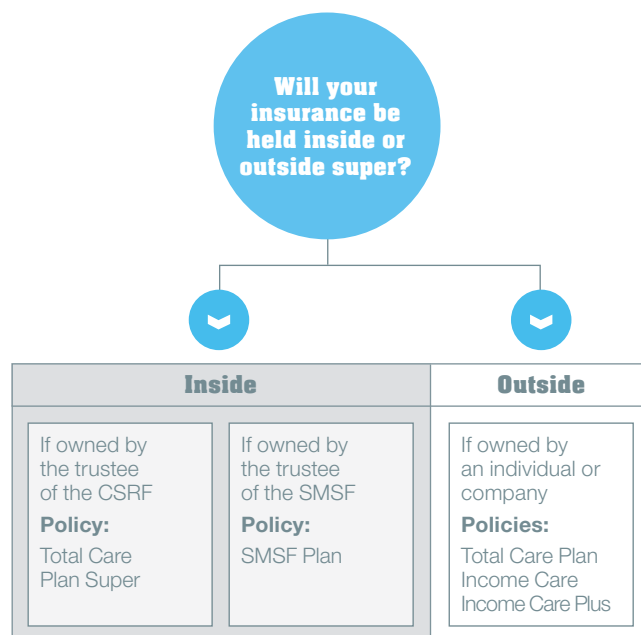 Will your
insurance be
held inside or
outside super?
Inside
If owned by
the trustee
of the CSRF
Policy:
Total Care
Plan Super
If owned by
the trustee
of the SMSF
Policy:
SMSF Plan
Outside
If owned by
an individual or
company
Policies:
Total Care Plan
Income Care
Income Care Plus